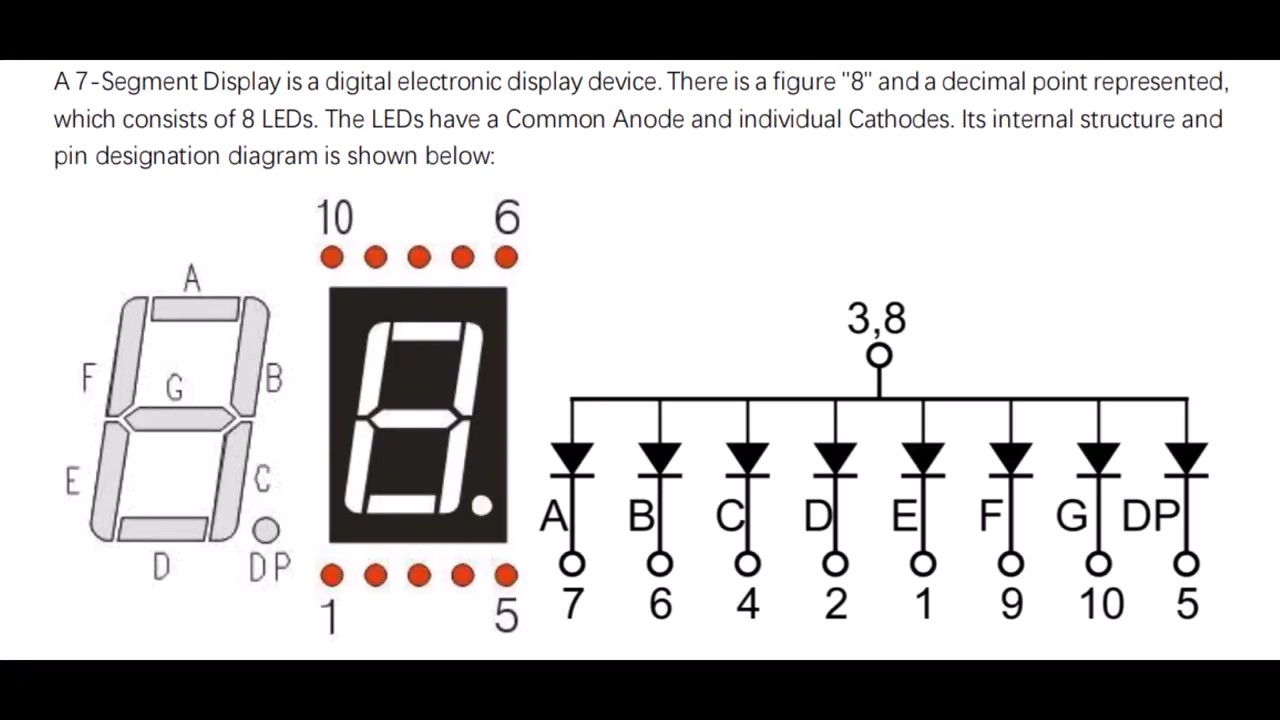 A 7-Segment Display is a digital electronic display device. There is a figure "8" and a decimal point represented,
which consists of 8 LEDs. The LEDs have a Common Anode and individual Cathodes. Its internal structure and
pin designation diagram is shown below:
10 6
A
F G B
E C
D DP
1 5
3,8
A B C D E F G DP
7 6 4 2 1 9 10 5